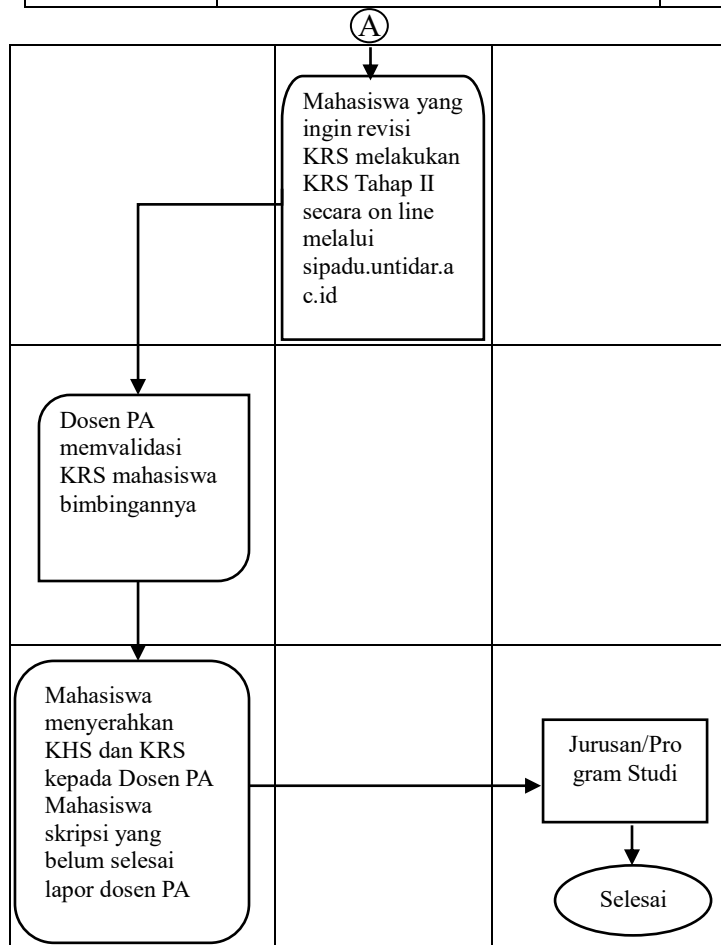 A
Mahasiswa yang
ingin revisi
KRS melukukan
KRS Tahap II
secara on line
melalui
sipadu.untidar.a
c.id
Dosen PA
memvalidasi
KRS mahasiswa
bimbingannya
Mahasiswa
menyerahkan
KHS dan KRS
kepada Dosen PA
Mahasiswa
skripsi yang
belum selesai
lapor dosen PA
Jurusan/Pro
gram Studi
Selesai